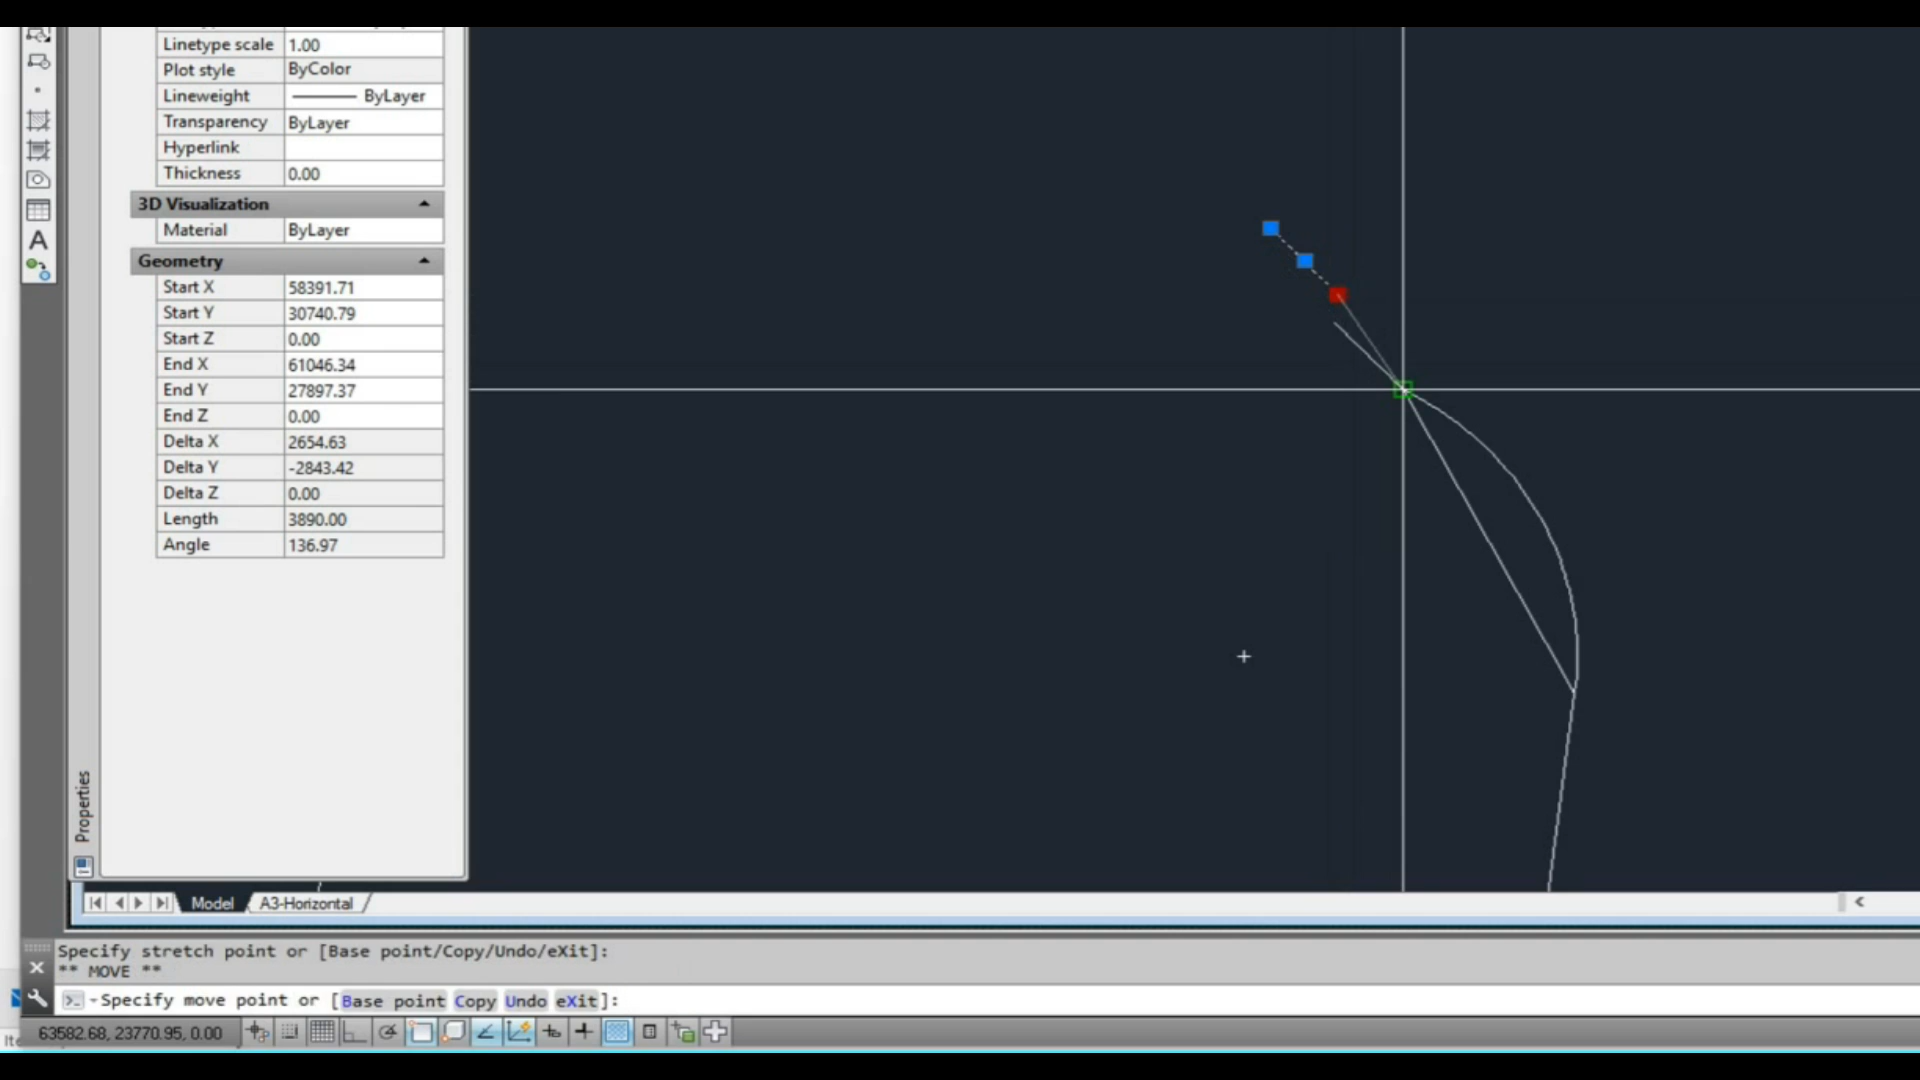 Linetype scale 1.00
Plot style ByColor
Lineweight ByLayer
Transparency ByLayer
Hyperlink
Thickness 0.00
3D Visualization
Material ByLayer
Geometry
Start X 58391.71
Start Y 30740.79
Start Z 0.00
End X 61046.34
End Y 27897.37
End Z 0.00
Delta X 2654.63
Delta Y -2843.42
Delta Z 0.00
Length 3890.00
Angle 136.97
A
Properties
Model A3-Horizontal
Specify stretch point or [Base point/Copy/Undo/eXit]:
** MOVE **
Specify move point or [Base point Copy Undo eXit]:
63582.68, 23770.95, 0.00